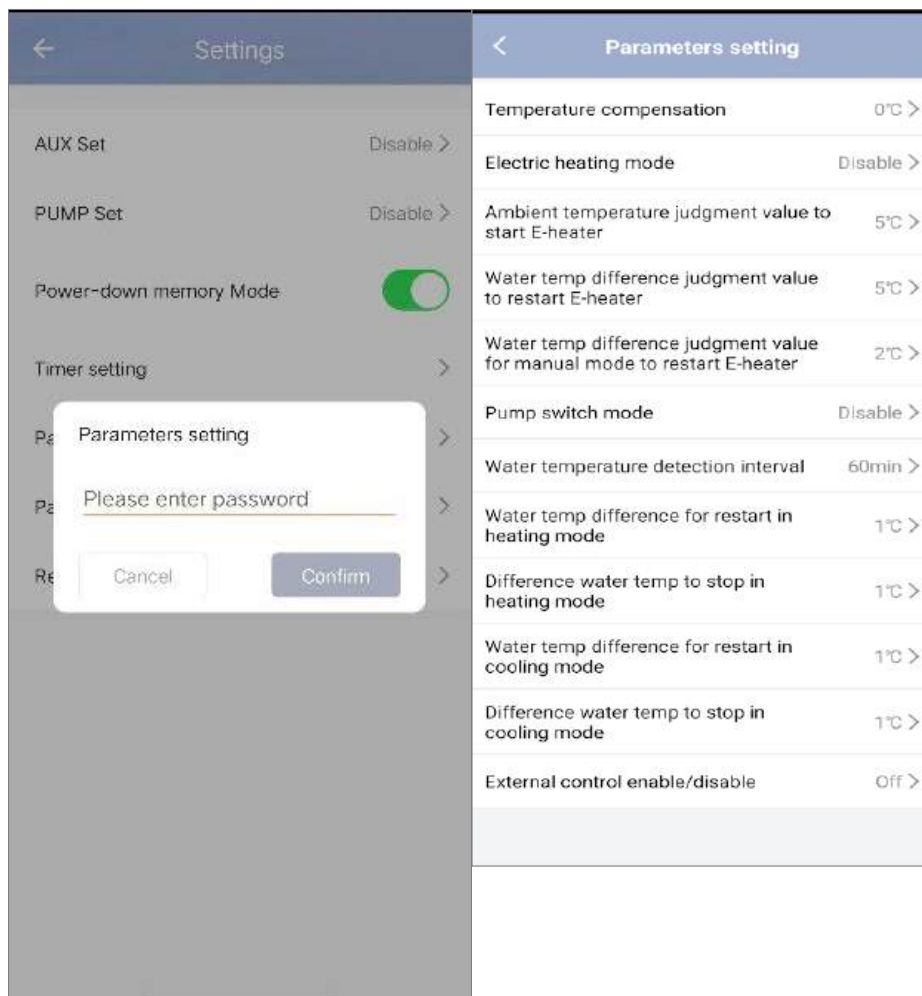 Settings
AUX Set
Disable >
PUMP Set
Disable >
Power-down memory Mode
Timer setting
>
Pa
>
Parameters setting
Please enter password
Pa
>
Re
>
Cancel
Confirm
Parameters setting
Temperature compensation
0°C >
Electric heating mode
Disable >
Ambient temperature judgment value to
start E-heater
5°C >
Water temp difference judgment value
to restart E-heater
5°C >
Water temp difference judgment value
for manual mode to restart E-heater
2°C >
Pump switch mode
Disable >
Water temperature detection interval
60min >
Water temp difference for restart in
heating mode
1°C >
Difference water temp to stop in
heating mode
1°C >
Water temp difference for restart in
cooling mode
1°C >
Difference water temp to stop in
cooling mode
1°C >
External control enable/disable
Off >